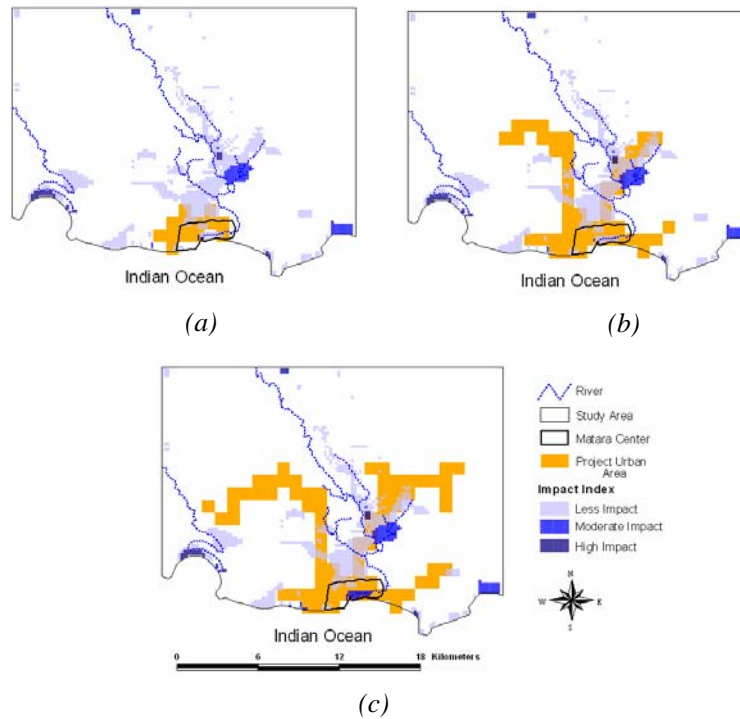 Indian Ocean
(a)
Indian Ocean
(b)
Indian Ocean
0 6 12 18 Kilometers
(c)
River
Study Area
Matara Center
Project Urban
Area
Impact Index
Less Impact
Moderate Impact
High Impact
N
W E
S